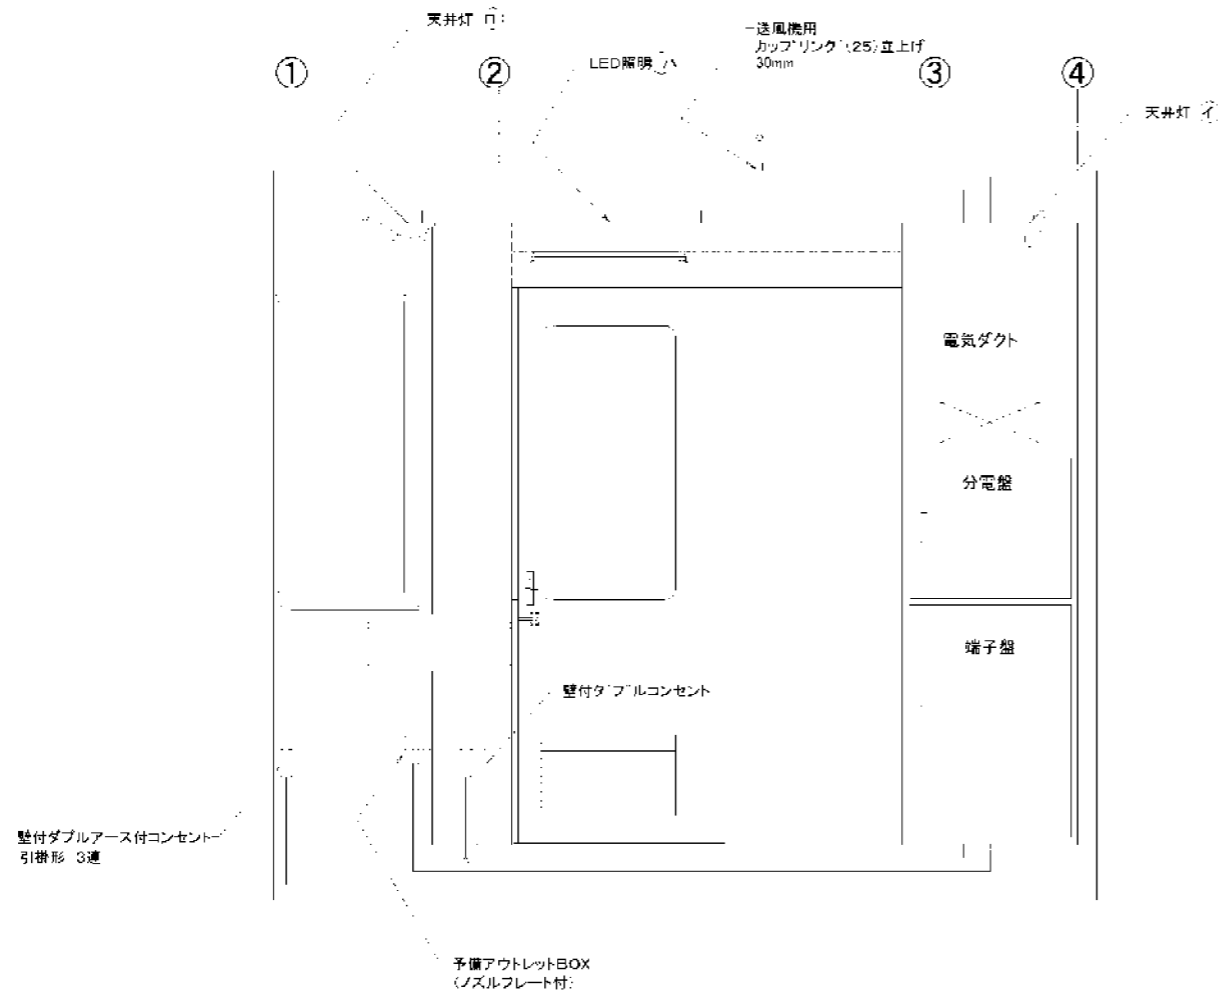 天井灯 ロ
ー送風機用
カップリング(25)立上げ
30mm
LED照明 ハ
①
②
③
④
天井灯 イ
電気ダクト
分電盤
端子盤
壁付ダブルコンセント
壁付ダブルアース付コンセント
引掛形 3連
予備アウトレットBOX
(ノズルプレート付)